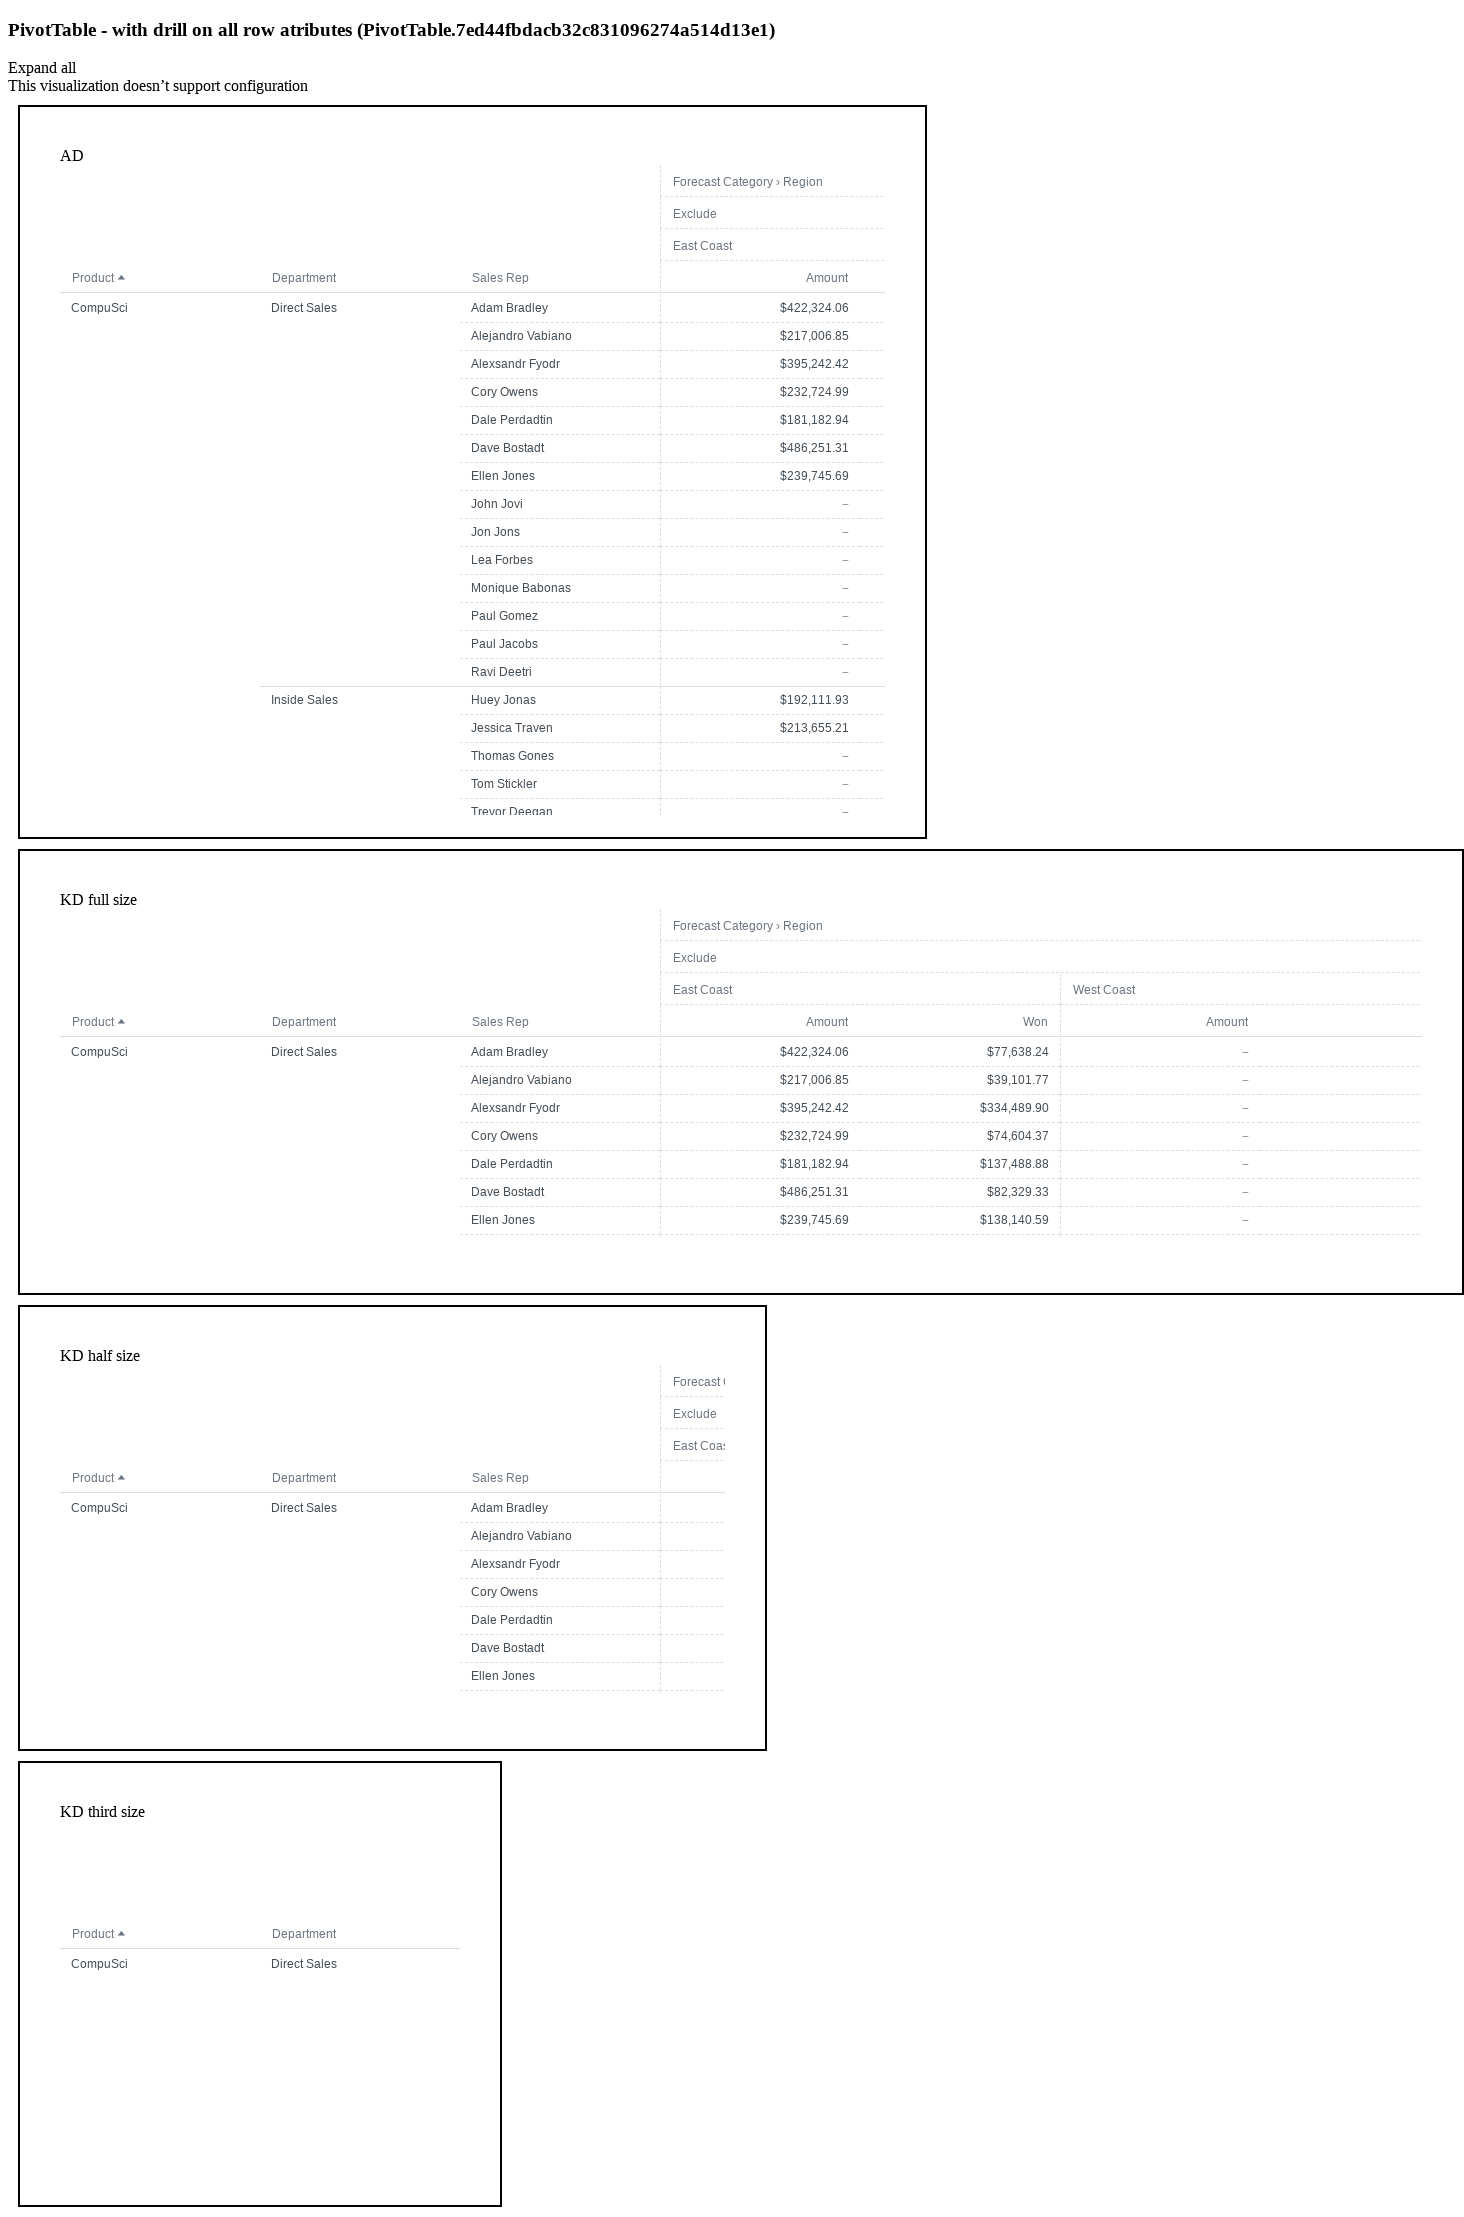 PivotTable - with drill on all row atributes (PivotTable.7ed44fbdacb32c831096274a514d13e1)
Expand all
This visualization doesn’t support configuration
AD
Forecast Category › Region
Exclude
East Coast
Product Department Sales Rep Amount
CompuSci Direct Sales Adam Bradley $422,324.06
Alejandro Vabiano $217,006.85
Alexsandr Fyodr $395,242.42
Cory Owens $232,724.99
Dale Perdadtin $181,182.94
Dave Bostadt $486,251.31
Ellen Jones $239,745.69
John Jovi –
Jon Jons –
Lea Forbes –
Monique Babonas –
Paul Gomez –
Paul Jacobs –
Ravi Deetri –
Inside Sales Huey Jonas $192,111.93
Jessica Traven $213,655.21
Thomas Gones –
Tom Stickler –
Trevor Deegan –
KD full size
Forecast Category › Region
Exclude
East Coast West Coast
Product Department Sales Rep Amount Won Amount
CompuSci Direct Sales Adam Bradley $422,324.06 $77,638.24 –
Alejandro Vabiano $217,006.85 $39,101.77 –
Alexsandr Fyodr $395,242.42 $334,489.90 –
Cory Owens $232,724.99 $74,604.37 –
Dale Perdadtin $181,182.94 $137,488.88 –
Dave Bostadt $486,251.31 $82,329.33 –
Ellen Jones $239,745.69 $138,140.59 –
KD half size
Forecast
Exclude
East Coas
Product Department Sales Rep
CompuSci Direct Sales Adam Bradley
Alejandro Vabiano
Alexsandr Fyodr
Cory Owens
Dale Perdadtin
Dave Bostadt
Ellen Jones
KD third size
Product Department
CompuSci Direct Sales